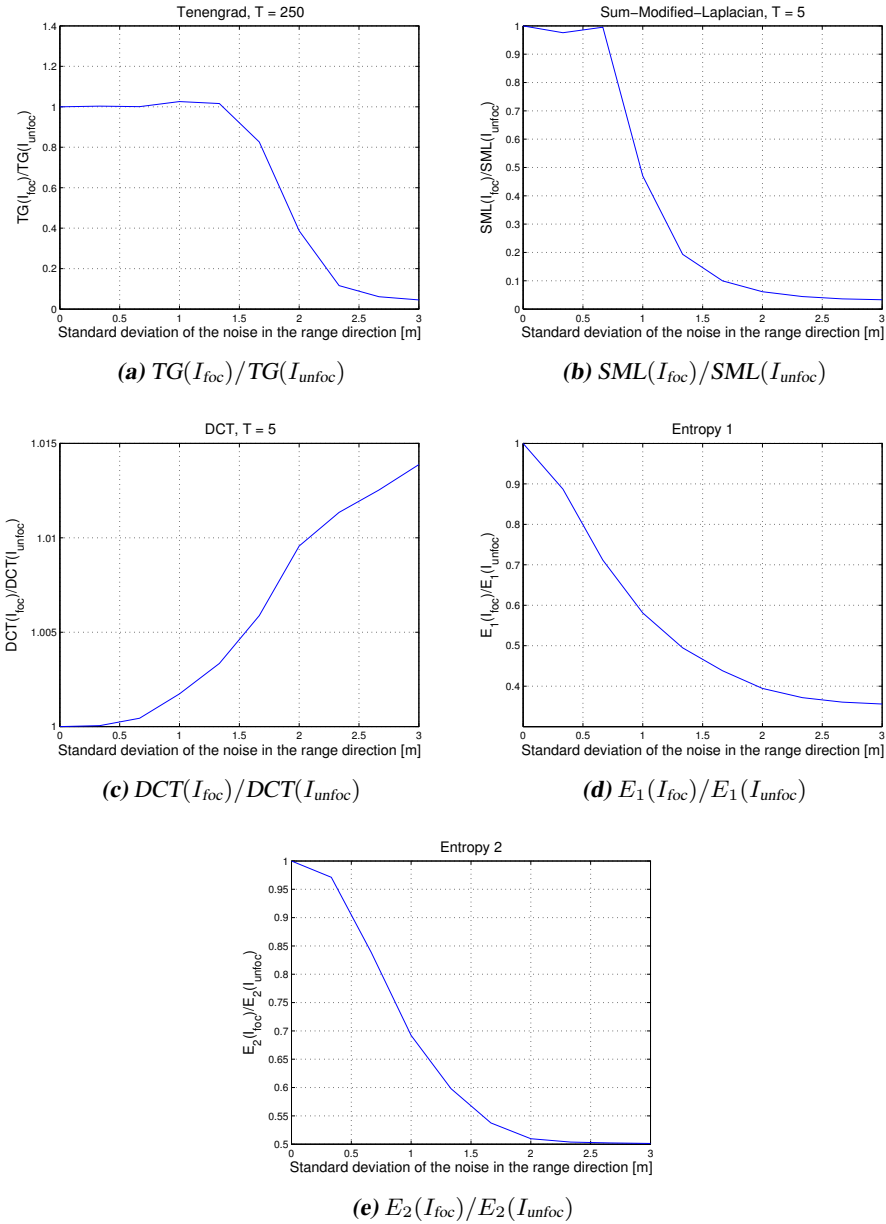 Tenengrad, T = 250
1.4
1.2
1
0.8
0.6
0.4
0.2
0
TG(I_foc)/TG(I_unfoc)
0 0.5 1 1.5 2 2.5 3
Standard deviation of the noise in the range direction [m]
(a) TG(I_foc)/TG(I_unfoc)
Sum−Modified−Laplacian, T = 5
1
0.9
0.8
0.7
0.6
0.5
0.4
0.3
0.2
0.1
0
SML(I_foc)/SML(I_unfoc)
0 0.5 1 1.5 2 2.5 3
Standard deviation of the noise in the range direction [m]
(b) SML(I_foc)/SML(I_unfoc)
DCT, T = 5
1.015
1.01
1.005
1
DCT(I_foc)/DCT(I_unfoc)
0 0.5 1 1.5 2 2.5 3
Standard deviation of the noise in the range direction [m]
(c) DCT(I_foc)/DCT(I_unfoc)
Entropy 1
1
0.9
0.8
0.7
0.6
0.5
0.4
E_1(I_foc)/E_1(I_unfoc)
0 0.5 1 1.5 2 2.5 3
Standard deviation of the noise in the range direction [m]
(d) E_1(I_foc)/E_1(I_unfoc)
Entropy 2
1
0.95
0.9
0.85
0.8
0.75
0.7
0.65
0.6
0.55
0.5
E_2(I_foc)/E_2(I_unfoc)
0 0.5 1 1.5 2 2.5 3
Standard deviation of the noise in the range direction [m]
(e) E_2(I_foc)/E_2(I_unfoc)